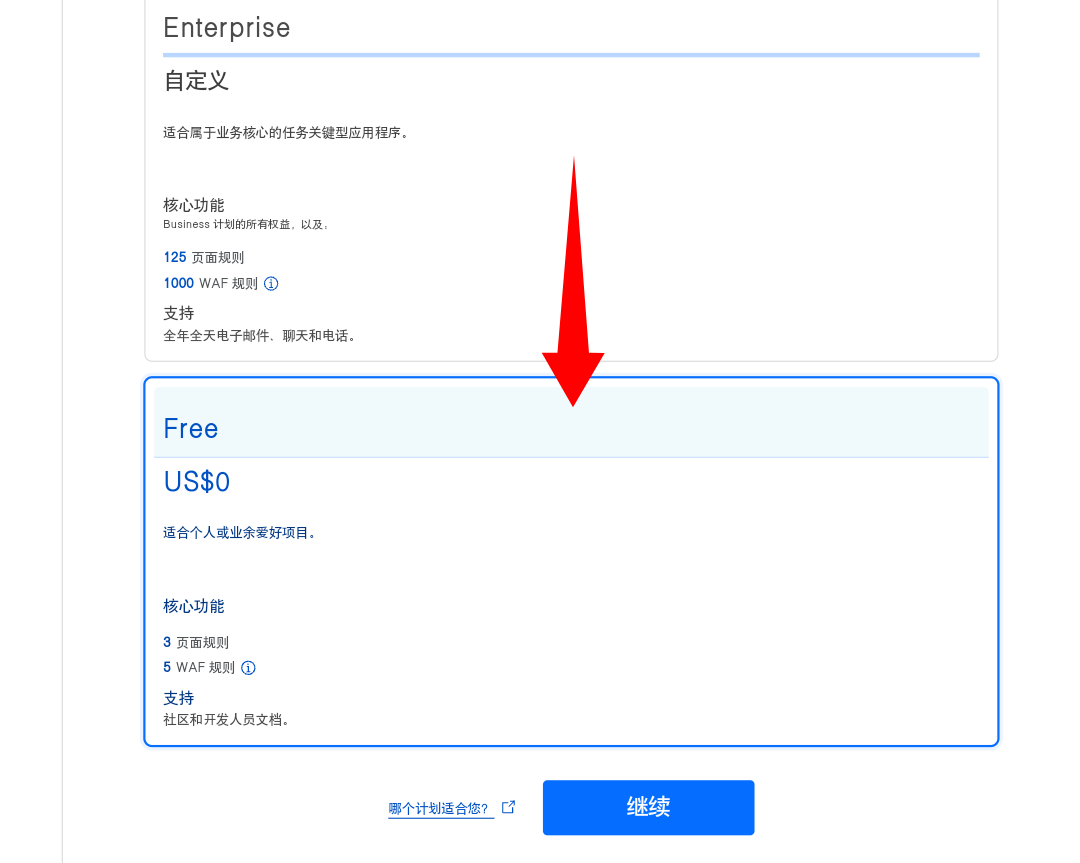 Enterprise
自定义
适合属于业务核心的任务关键型应用程序。
核心功能
Business 计划的所有权益，以及：
125 页面规则
1000 WAF 规则
支持
全年全天电子邮件、聊天和电话。
Free
US$0
适合个人或业余爱好项目。
核心功能
3 页面规则
5 WAF 规则
支持
社区和开发人员文档。
哪个计划适合您？
继续